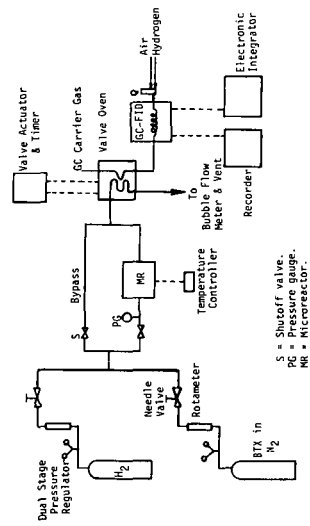 Valve Actuator
& Timer
GC Carrier Gas
Valve Oven
Air
Hydrogen
GC-FID
Electronic
Integrator
Recorder
To
Bubble Flow
Meter & Vent
Bypass
S
PG
MR
Temperature
Controller
Needle
Valve
Rotameter
Dual Stage
Pressure
Regulator
H2
BTX in
N2
S = Shutoff valve.
PG = Pressure gauge.
MR = Microreactor.